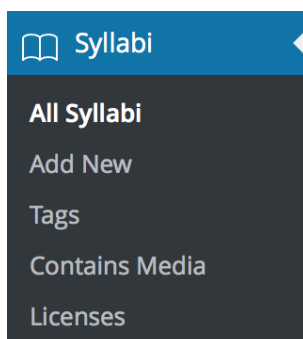 Syllabi
All Syllabi
Add New
Tags
Contains Media
Licenses